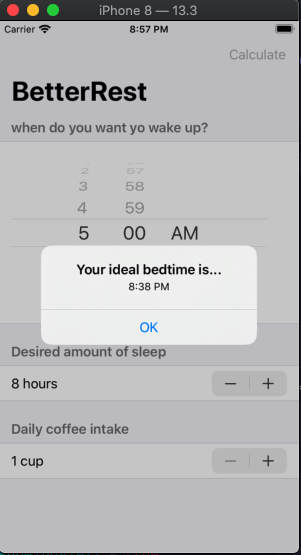 iPhone 8 — 13.3
Carrier 8:57 PM
Calculate
BetterRest
when do you want yo wake up?
2 57
3 58
4 59
5 00 AM
Your ideal bedtime is...
8:38 PM
OK
Desired amount of sleep
8 hours − +
Daily coffee intake
1 cup − +